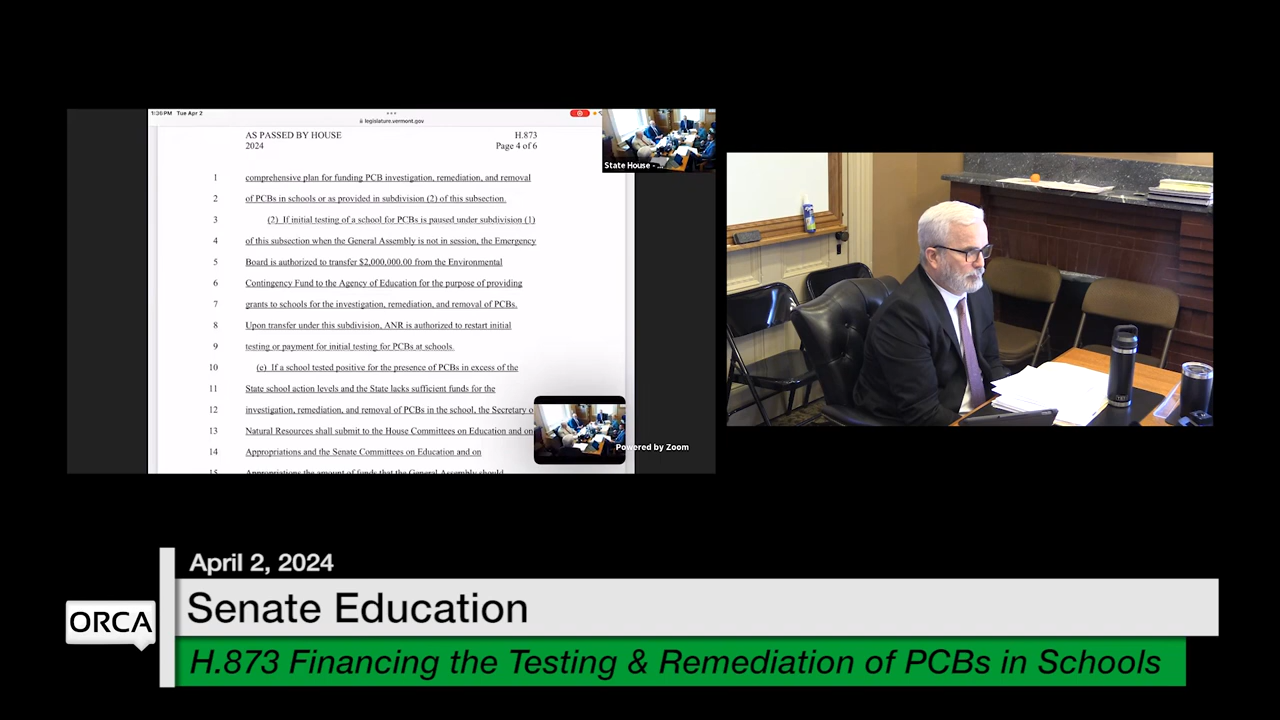 1:36PM Tue Apr 2
legislature.vermont.gov
AS PASSED BY HOUSE H.873
2024 Page 4 of 6
1 comprehensive plan for funding PCB investigation, remediation, and removal
2 of PCBs in schools or as provided in subdivision (2) of this subsection.
3 (2) If initial testing of a school for PCBs is paused under subdivision (1)
4 of this subsection when the General Assembly is not in session, the Emergency
5 Board is authorized to transfer $2,000,000.00 from the Environmental
6 Contingency Fund to the Agency of Education for the purpose of providing
7 grants to schools for the investigation, remediation, and removal of PCBs.
8 Upon transfer under this subdivision, ANR is authorized to restart initial
9 testing or payment for initial testing for PCBs at schools.
10 (e) If a school tested positive for the presence of PCBs in excess of the
11 State school action levels and the State lacks sufficient funds for the
12 investigation, remediation, and removal of PCBs in the school, the Secretary o
13 Natural Resources shall submit to the House Committees on Education and on
14 Appropriations and the Senate Committees on Education and on
15 Appropriations the amount of funds that the General Assembly should
State House - ...
Powered by Zoom
April 2, 2024
Senate Education
ORCA
H.873 Financing the Testing & Remediation of PCBs in Schools